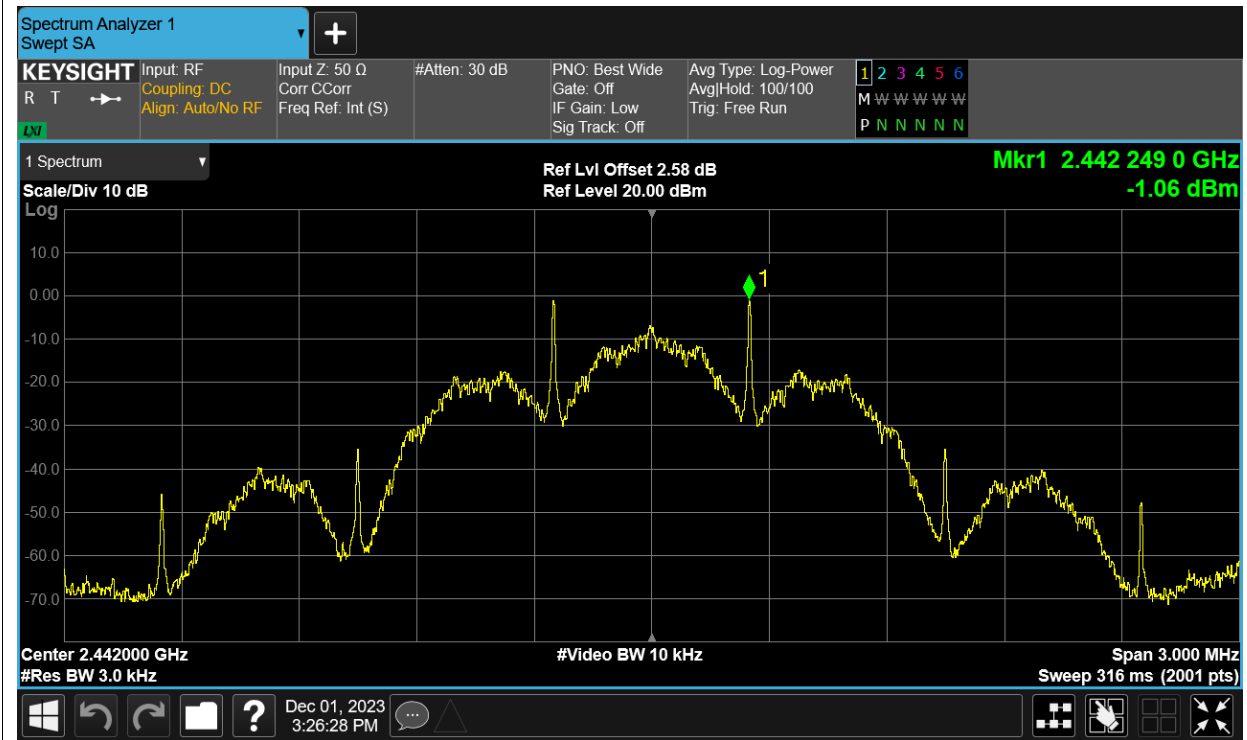 Spectrum Analyzer 1
Swept SA
KEYSIGHT
R T
LXI
Input: RF
Coupling: DC
Align: Auto/No RF
Input Z: 50 Ω
Corr CCorr
Freq Ref: Int (S)
#Atten: 30 dB
PNO: Best Wide
Gate: Off
IF Gain: Low
Sig Track: Off
Avg Type: Log-Power
Avg|Hold: 100/100
Trig: Free Run
1 2 3 4 5 6
M W W W W W
P N N N N N
1 Spectrum
Scale/Div 10 dB
Log
Ref Lvl Offset 2.58 dB
Ref Level 20.00 dBm
Mkr1 2.442 249 0 GHz
-1.06 dBm
10.0
0.00
-10.0
-20.0
-30.0
-40.0
-50.0
-60.0
-70.0
1
Center 2.442000 GHz
#Res BW 3.0 kHz
#Video BW 10 kHz
Span 3.000 MHz
Sweep 316 ms (2001 pts)
?
Dec 01, 2023
3:26:28 PM